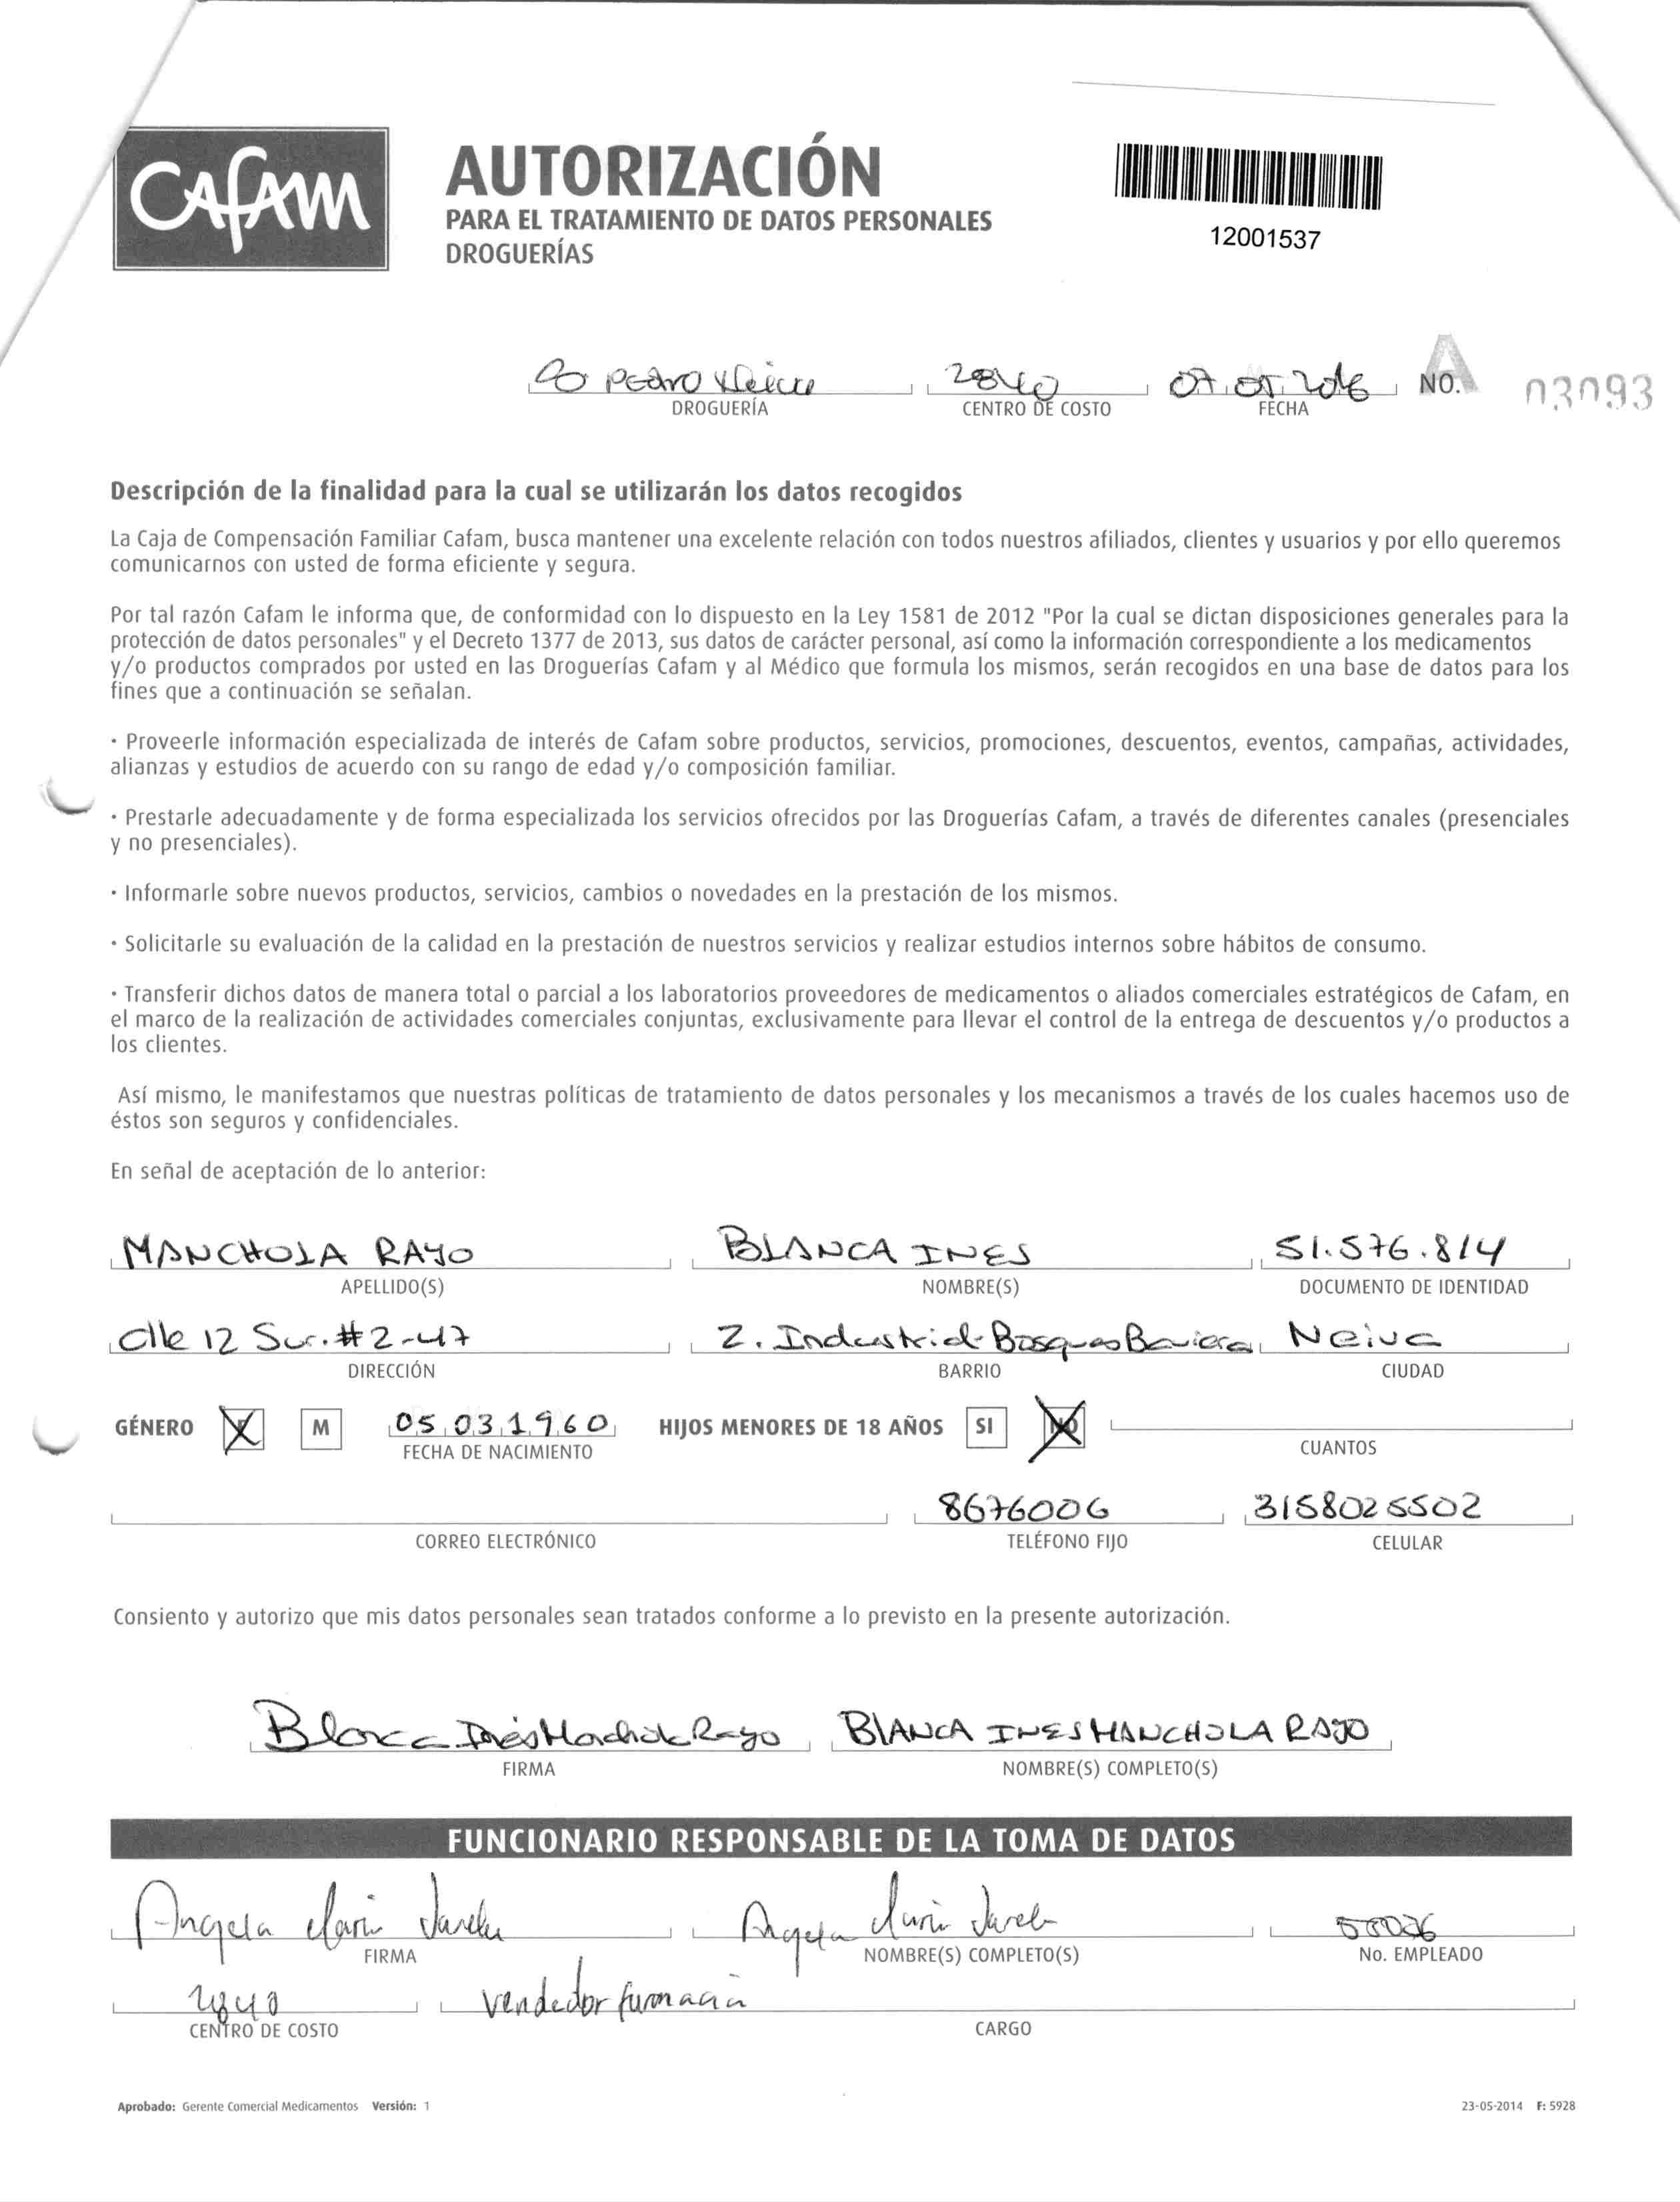 CAFAM
AUTORIZACIÓN
PARA EL TRATAMIENTO DE DATOS PERSONALES
DROGUERÍAS
12001537
PEDRO 2840 07.05.2016 NO. A 03093
DROGUERÍA CENTRO DE COSTO FECHA
Descripción de la finalidad para la cual se utilizarán los datos recogidos
La Caja de Compensación Familiar Cafam, busca mantener una excelente relación con todos nuestros afiliados, clientes y usuarios y por ello queremos
comunicarnos con usted de forma eficiente y segura.
Por tal razón Cafam le informa que, de conformidad con lo dispuesto en la Ley 1581 de 2012 "Por la cual se dictan disposiciones generales para la
protección de datos personales" y el Decreto 1377 de 2013, sus datos de carácter personal, así como la información correspondiente a los medicamentos
y/o productos comprados por usted en las Droguerías Cafam y al Médico que formula los mismos, serán recogidos en una base de datos para los
fines que a continuación se señalan.
· Proveerle información especializada de interés de Cafam sobre productos, servicios, promociones, descuentos, eventos, campañas, actividades,
alianzas y estudios de acuerdo con su rango de edad y/o composición familiar.
· Prestarle adecuadamente y de forma especializada los servicios ofrecidos por las Droguerías Cafam, a través de diferentes canales (presenciales
y no presenciales).
· Informarle sobre nuevos productos, servicios, cambios o novedades en la prestación de los mismos.
· Solicitarle su evaluación de la calidad en la prestación de nuestros servicios y realizar estudios internos sobre hábitos de consumo.
· Transferir dichos datos de manera total o parcial a los laboratorios proveedores de medicamentos o aliados comerciales estratégicos de Cafam, en
el marco de la realización de actividades comerciales conjuntas, exclusivamente para llevar el control de la entrega de descuentos y/o productos a
los clientes.
Así mismo, le manifestamos que nuestras políticas de tratamiento de datos personales y los mecanismos a través de los cuales hacemos uso de
éstos son seguros y confidenciales.
En señal de aceptación de lo anterior:
MANCHOLA RAYO BLANCA INES 51.576.814
APELLIDO(S) NOMBRE(S) DOCUMENTO DE IDENTIDAD
Clle 12 Sur. #2-47 Z. Industrial-Bosques Baviera Neiva
DIRECCIÓN BARRIO CIUDAD
GÉNERO X M 05.03.1960 HIJOS MENORES DE 18 AÑOS SI NO
FECHA DE NACIMIENTO CUANTOS
8676006 3158025502
CORREO ELECTRÓNICO TELÉFONO FIJO CELULAR
Consiento y autorizo que mis datos personales sean tratados conforme a lo previsto en la presente autorización.
Blanca Inés Manchola Rayo BLANCA INES MANCHOLA RAYO
FIRMA NOMBRE(S) COMPLETO(S)
FUNCIONARIO RESPONSABLE DE LA TOMA DE DATOS
Angela Maria Angela Maria
FIRMA NOMBRE(S) COMPLETO(S) No. EMPLEADO
2840 Vendedor farmacia
CENTRO DE COSTO CARGO
Aprobado: Gerente Comercial Medicamentos Versión: 1 23-05-2014 F: 5928